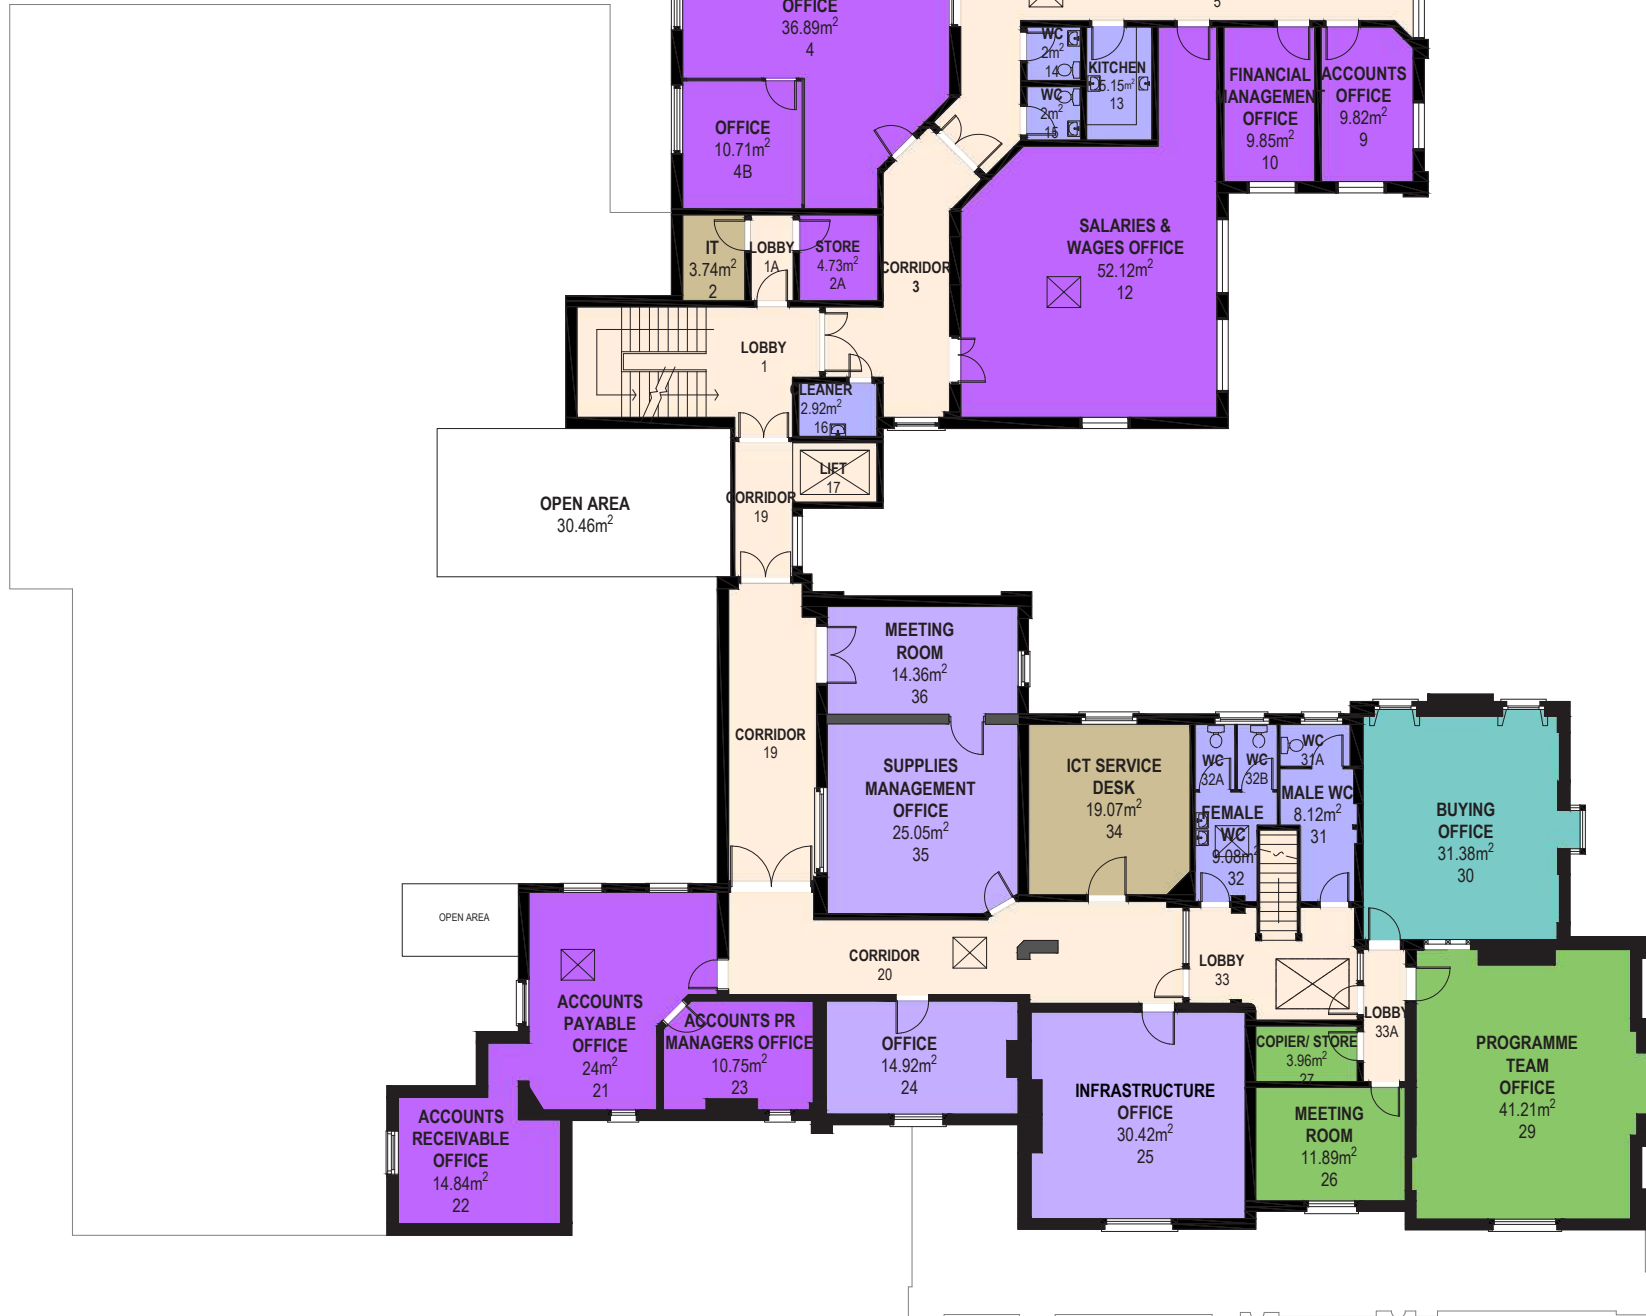 OFFICE
36.89m²
4
5
WC
2m²
14
WC
2m²
15
KITCHEN
5.15m²
13
FINANCIAL
MANAGEMENT
OFFICE
9.85m²
10
ACCOUNTS
OFFICE
9.82m²
9
OFFICE
10.71m²
4B
IT
3.74m²
2
LOBBY
1A
STORE
4.73m²
2A
CORRIDOR
3
SALARIES &
WAGES OFFICE
52.12m²
12
LOBBY
1
CLEANER
2.92m²
16
LIFT
17
CORRIDOR
19
OPEN AREA
30.46m²
MEETING
ROOM
14.36m²
36
CORRIDOR
19
SUPPLIES
MANAGEMENT
OFFICE
25.05m²
35
ICT SERVICE
DESK
19.07m²
34
WC
32A
WC
32B
WC
31A
FEMALE
WC
9.08m²
32
MALE WC
8.12m²
31
BUYING
OFFICE
31.38m²
30
OPEN AREA
CORRIDOR
20
LOBBY
33
LOBBY
33A
ACCOUNTS
PAYABLE
OFFICE
24m²
21
ACCOUNTS PR
MANAGERS OFFICE
10.75m²
23
OFFICE
14.92m²
24
INFRASTRUCTURE
OFFICE
30.42m²
25
COPIER/ STORE
3.96m²
27
MEETING
ROOM
11.89m²
26
PROGRAMME
TEAM
OFFICE
41.21m²
29
ACCOUNTS
RECEIVABLE
OFFICE
14.84m²
22